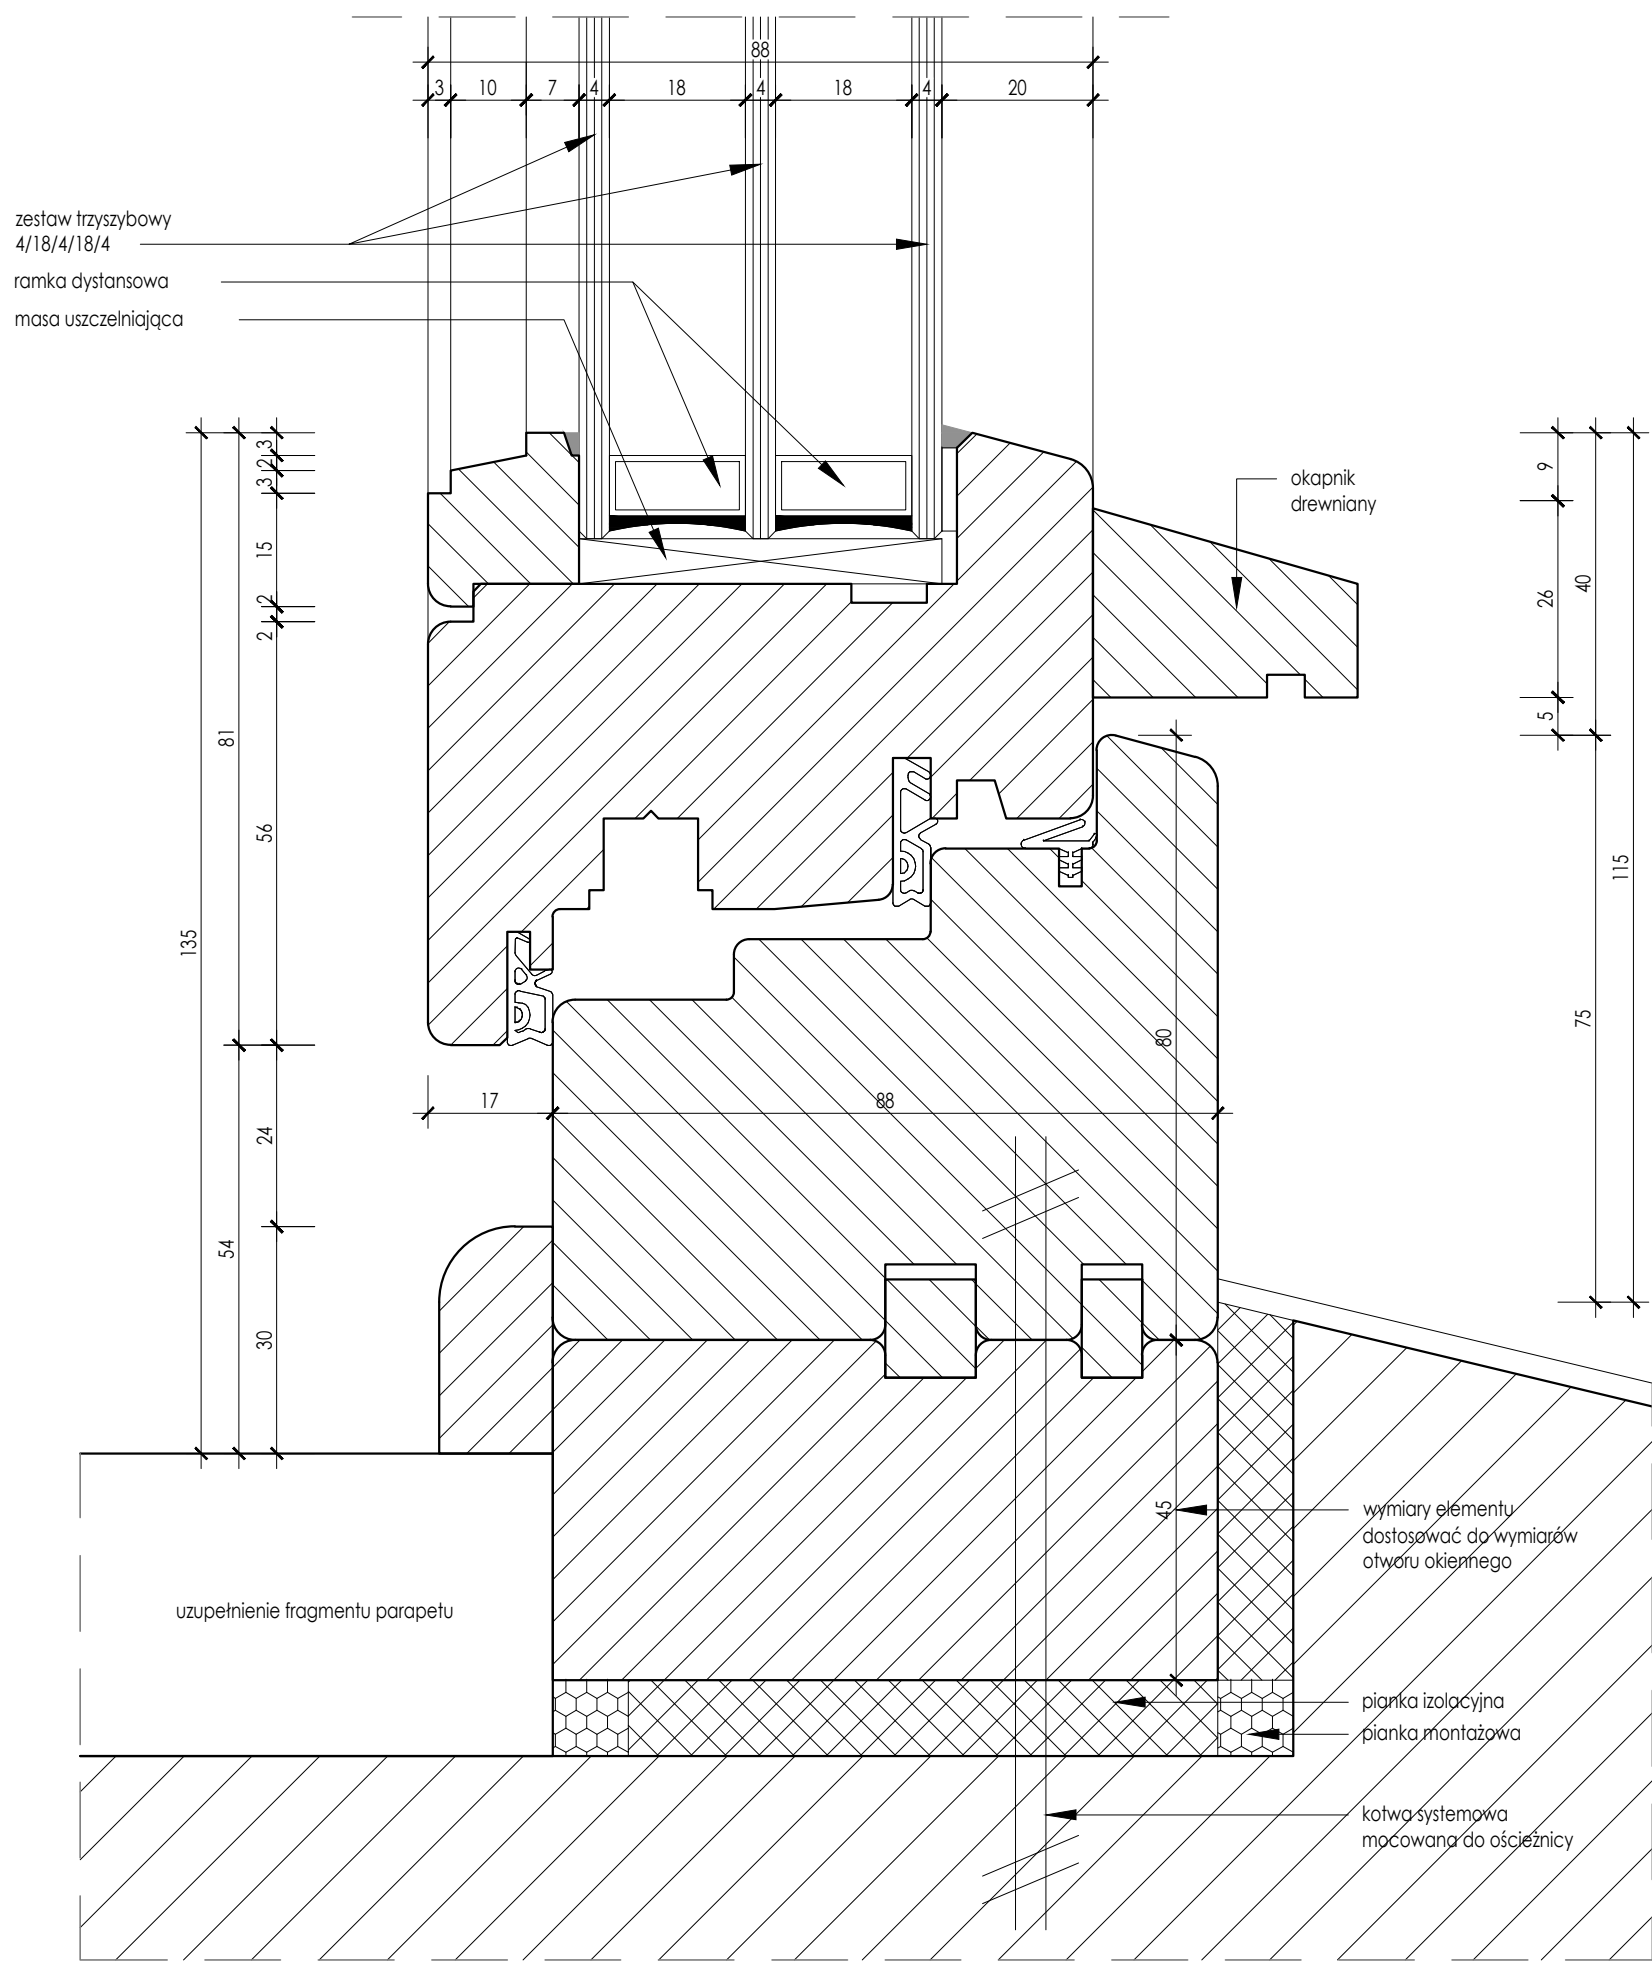 88
3 10 7 4 18 4 18 4 20
zestaw trzyszybowy
4/18/4/18/4
ramka dystansowa
masa uszczelniająca
3
2
3
15
2
2
81
56
135
24
54
30
okapnik
drewniany
9
26
40
5
115
75
80
17
88
45
wymiary elementu
dostosować do wymiarów
otworu okiennego
uzupełnienie fragmentu parapetu
pianka izolacyjna
pianka montażowa
kotwa systemowa
mocowana do ościeżnicy